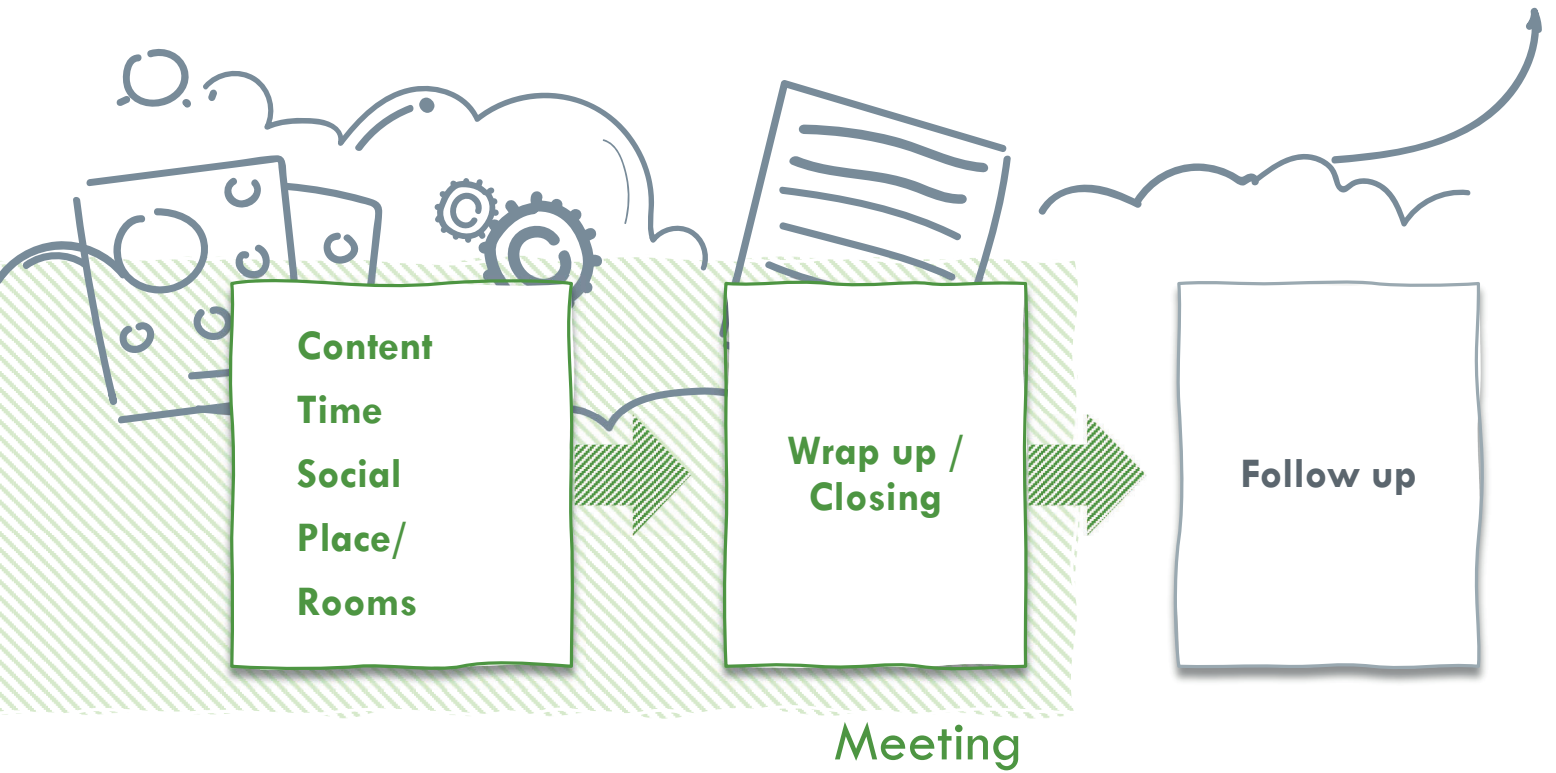 Content
Time
Social
Place/
Rooms
Wrap up /
Closing
Follow up
Meeting